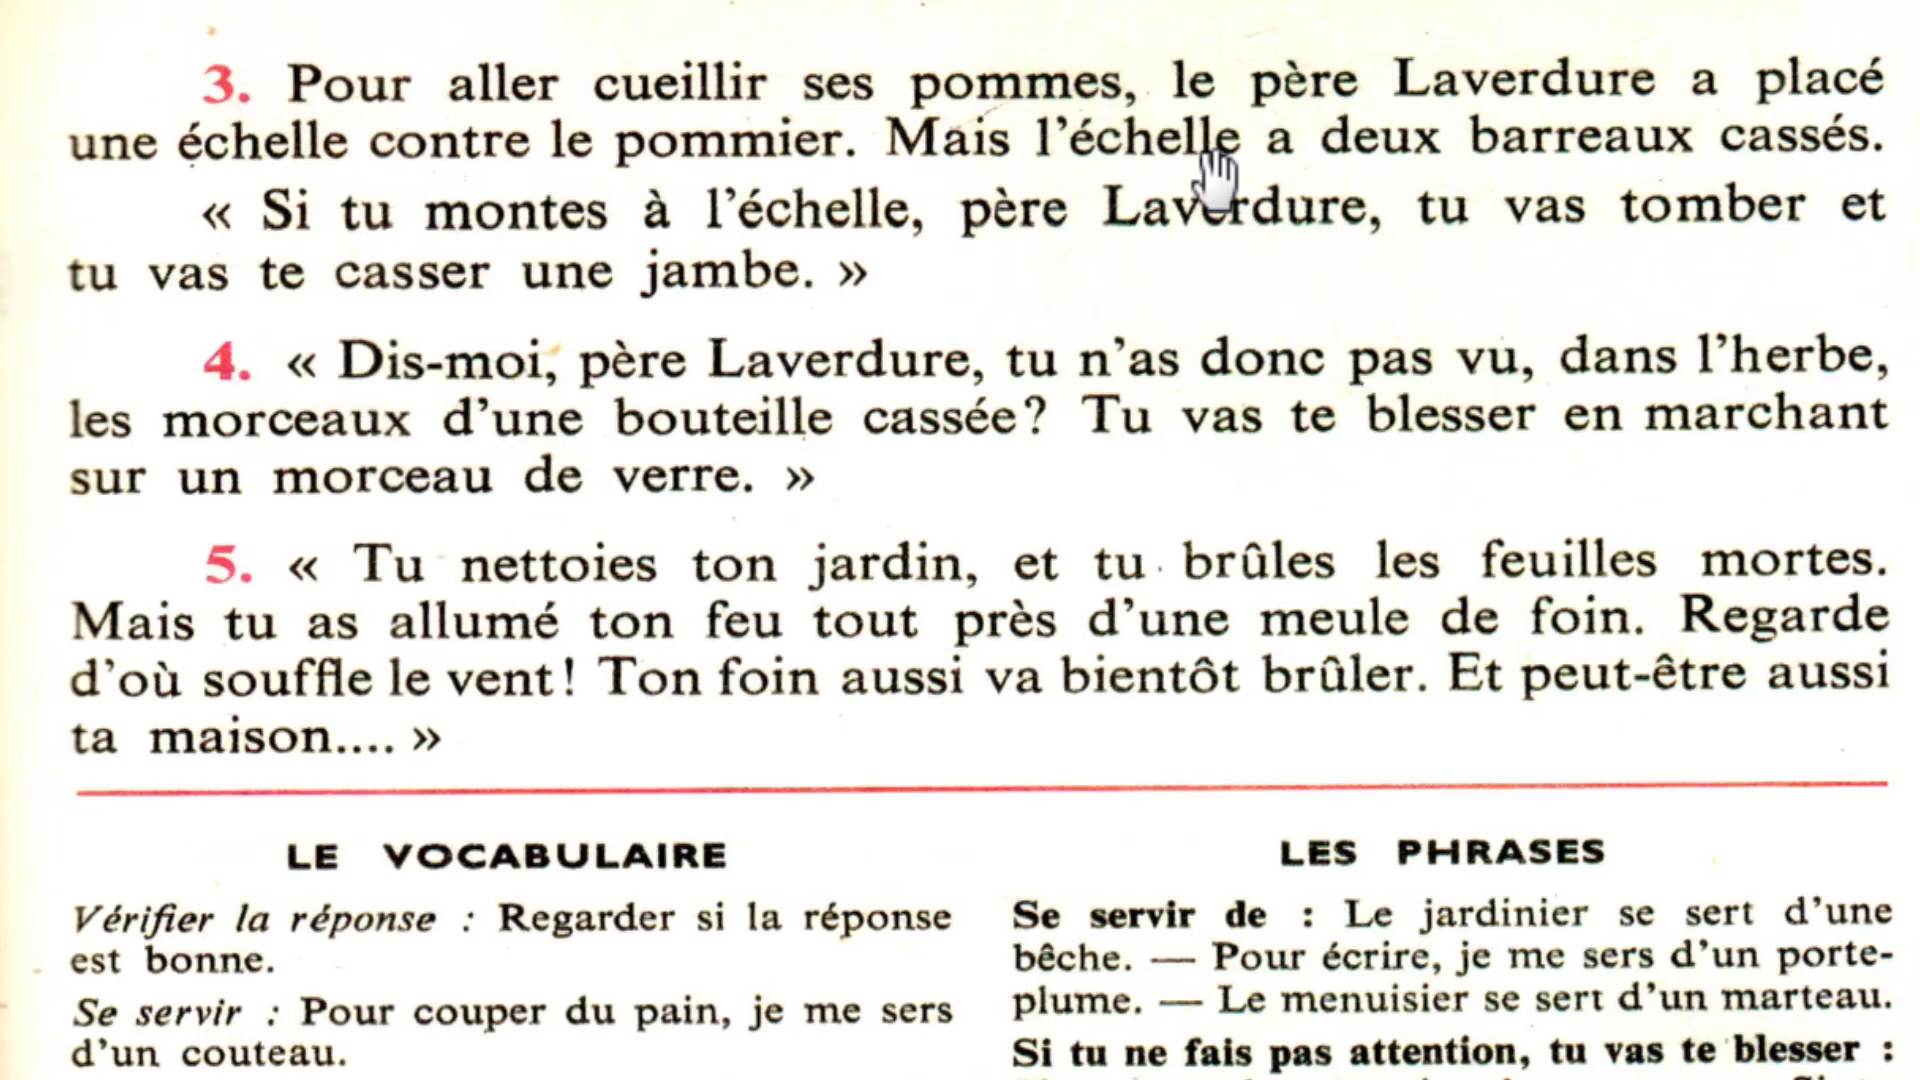 3. Pour aller cueillir ses pommes, le père Laverdure a placé
une échelle contre le pommier. Mais l'échelle a deux barreaux cassés.
« Si tu montes à l'échelle, père Laverdure, tu vas tomber et
tu vas te casser une jambe. »
4. « Dis-moi, père Laverdure, tu n'as donc pas vu, dans l'herbe,
les morceaux d'une bouteille cassée? Tu vas te blesser en marchant
sur un morceau de verre. »
5. « Tu nettoies ton jardin, et tu brûles les feuilles mortes.
Mais tu as allumé ton feu tout près d'une meule de foin. Regarde
d'où souffle le vent! Ton foin aussi va bientôt brûler. Et peut-être aussi
ta maison.... »
LE VOCABULAIRE
Vérifier la réponse : Regarder si la réponse
est bonne.
Se servir : Pour couper du pain, je me sers
d'un couteau.
LES PHRASES
Se servir de : Le jardinier se sert d'une
bêche. — Pour écrire, je me sers d'un porte-
plume. — Le menuisier se sert d'un marteau.
Si tu ne fais pas attention, tu vas te blesser :